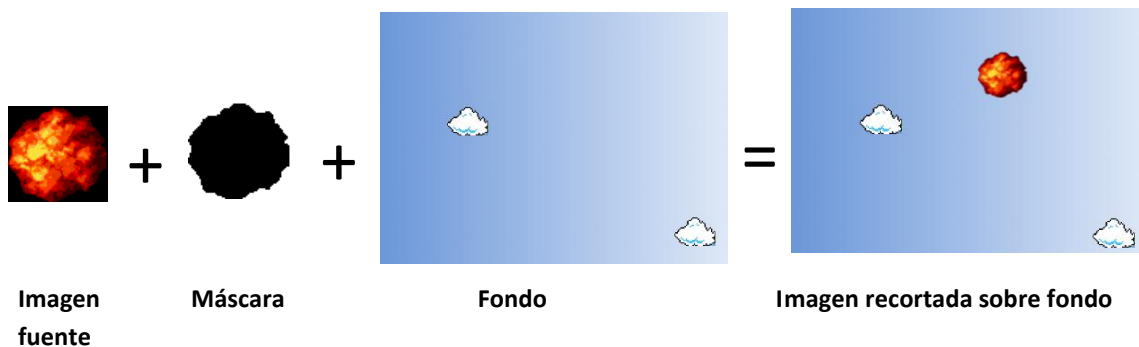 + + =
Imagen fuente
Máscara
Fondo
Imagen recortada sobre fondo